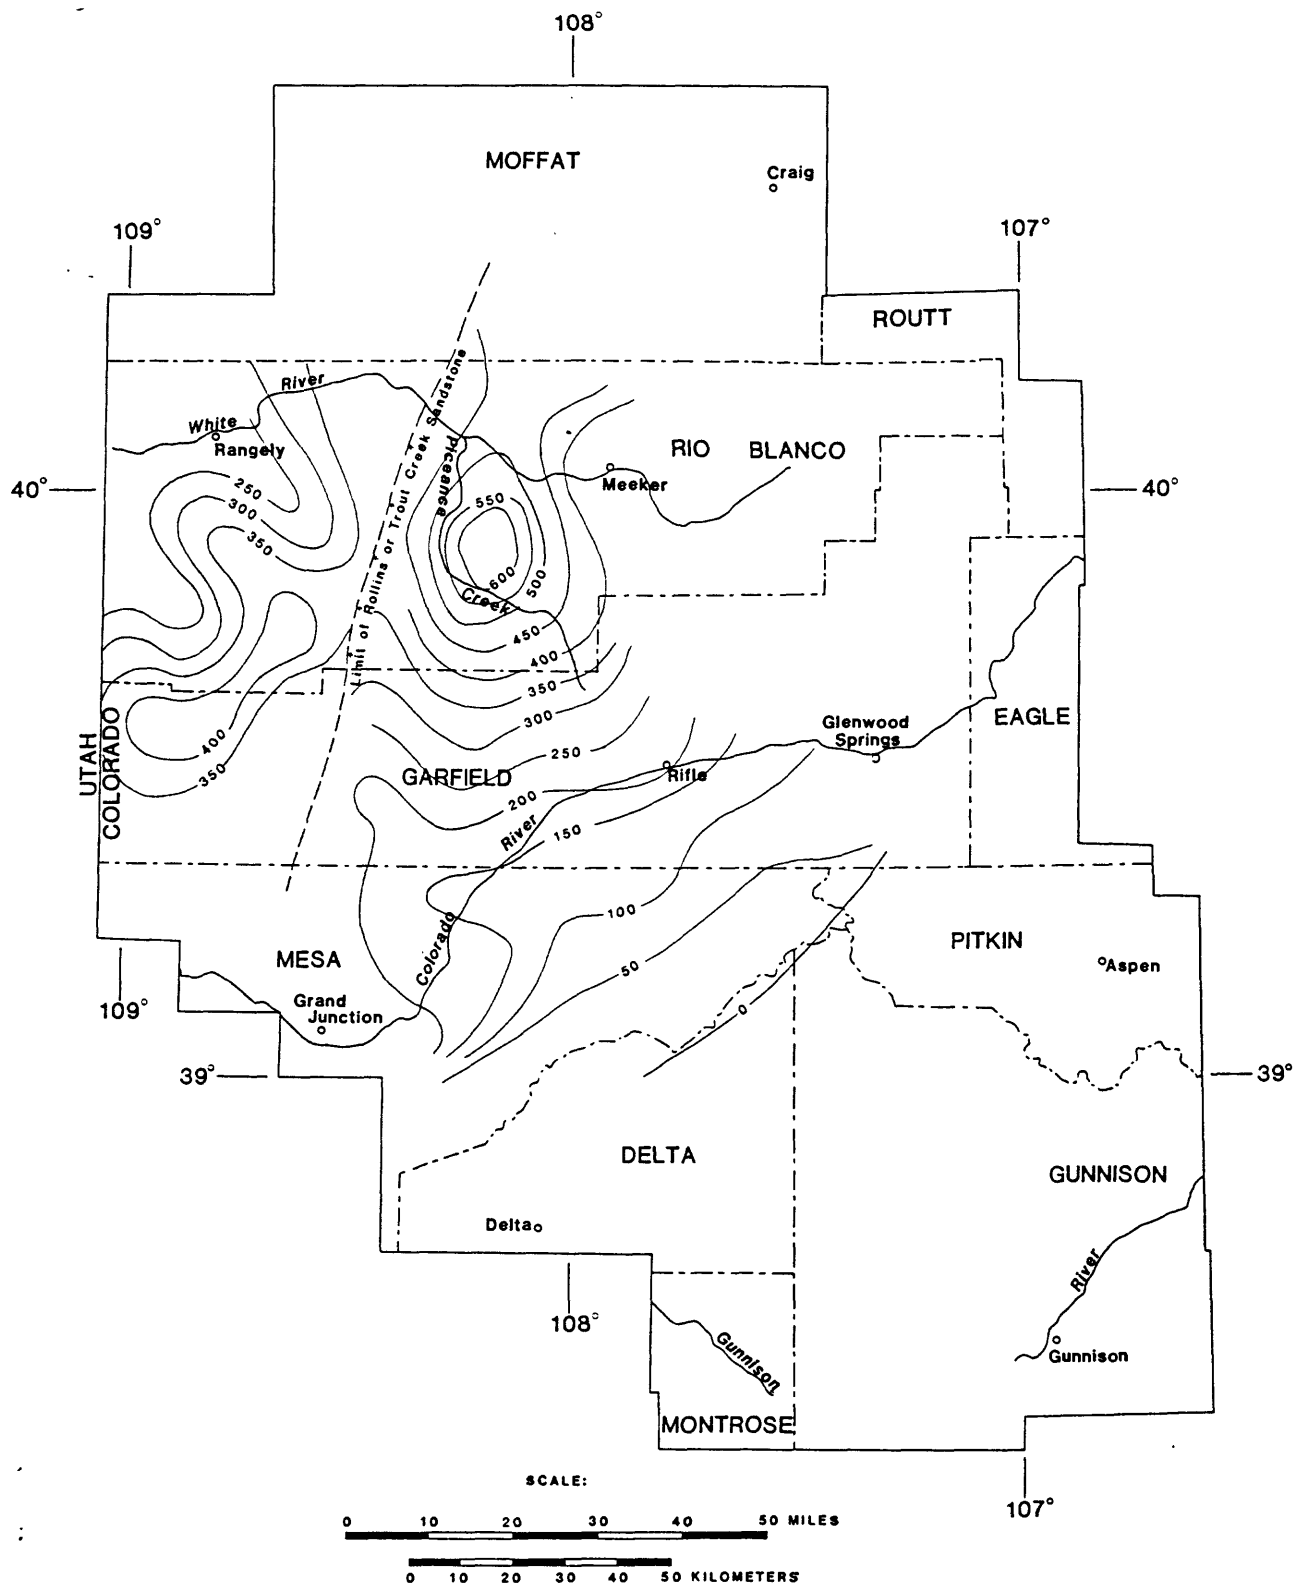 108°
MOFFAT
Craig
109°
107°
ROUTT
River
White
Rangely
Limit of Rollins or Trout Creek Sandstone
Piceance
Creek
RIO BLANCO
Meeker
40°
40°
250
300
350
550
600
500
450
400
350
300
250
200
150
100
50
0
400
350
UTAH
COLORADO
GARFIELD
Rifle
Glenwood
Springs
EAGLE
River
Colorado
MESA
Grand
Junction
PITKIN
Aspen
109°
39°
39°
DELTA
GUNNISON
Delta
River
108°
Gunnison
Gunnison
MONTROSE
107°
SCALE:
0 10 20 30 40 50 MILES
0 10 20 30 40 50 KILOMETERS